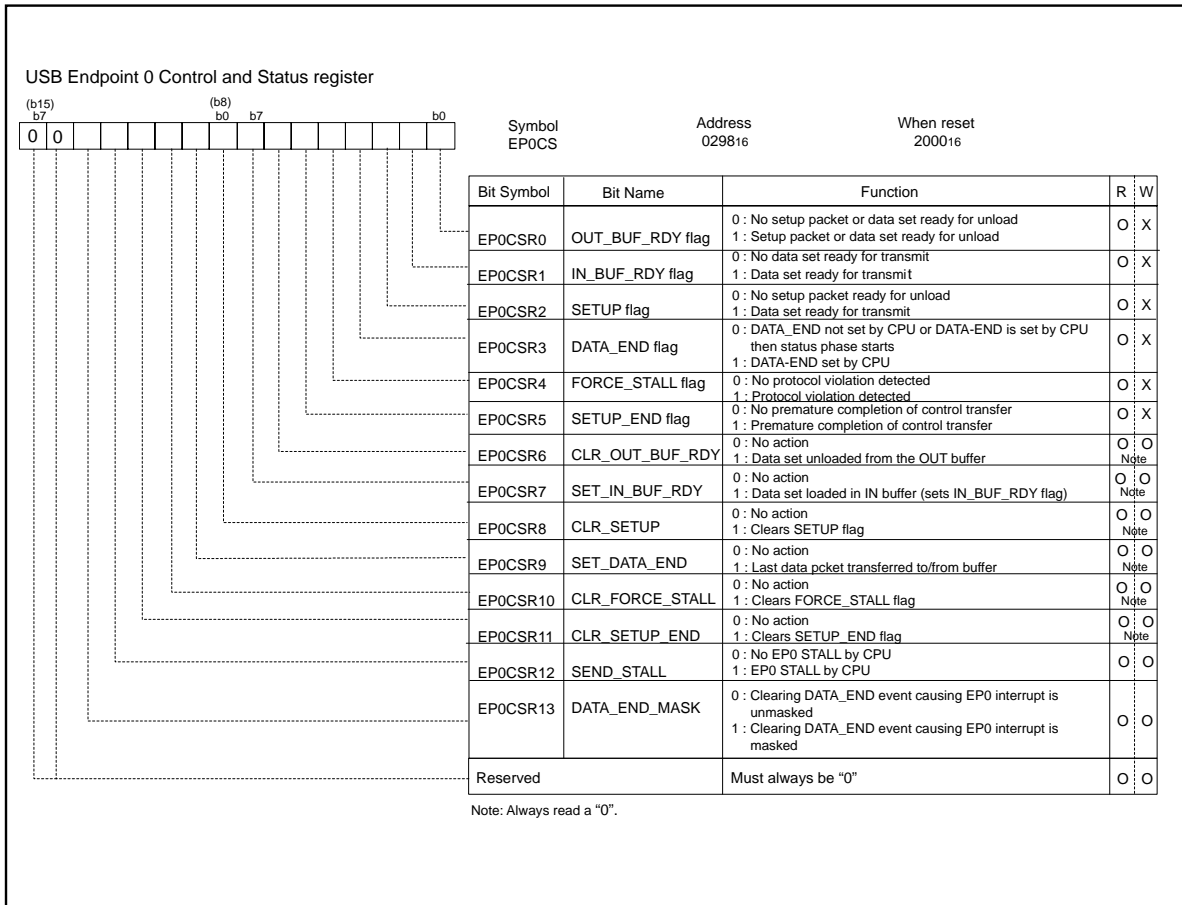 USB Endpoint 0 Control and Status register
(b15) (b8)
b7 b0 b7 b0
0 0
Symbol Address When reset
EP0CS 029816 200016
Bit Symbol Bit Name Function R W
EP0CSR0 OUT_BUF_RDY flag 0 : No setup packet or data set ready for unload O X
1 : Setup packet or data set ready for unload
EP0CSR1 IN_BUF_RDY flag 0 : No data set ready for transmit O X
1 : Data set ready for transmit
EP0CSR2 SETUP flag 0 : No setup packet ready for unload O X
1 : Data set ready for transmit
EP0CSR3 DATA_END flag 0 : DATA_END not set by CPU or DATA-END is set by CPU O X
then status phase starts
1 : DATA-END set by CPU
EP0CSR4 FORCE_STALL flag 0 : No protocol violation detected O X
1 : Protocol violation detected
EP0CSR5 SETUP_END flag 0 : No premature completion of control transfer O X
1 : Premature completion of control transfer
EP0CSR6 CLR_OUT_BUF_RDY 0 : No action O O
1 : Data set unloaded from the OUT buffer Note
EP0CSR7 SET_IN_BUF_RDY 0 : No action O O
1 : Data set loaded in IN buffer (sets IN_BUF_RDY flag) Note
EP0CSR8 CLR_SETUP 0 : No action O O
1 : Clears SETUP flag Note
EP0CSR9 SET_DATA_END 0 : No action O O
1 : Last data pcket transferred to/from buffer Note
EP0CSR10 CLR_FORCE_STALL 0 : No action O O
1 : Clears FORCE_STALL flag Note
EP0CSR11 CLR_SETUP_END 0 : No action O O
1 : Clears SETUP_END flag Note
EP0CSR12 SEND_STALL 0 : No EP0 STALL by CPU O O
1 : EP0 STALL by CPU
EP0CSR13 DATA_END_MASK 0 : Clearing DATA_END event causing EP0 interrupt is O O
unmasked
1 : Clearing DATA_END event causing EP0 interrupt is
masked
Reserved Must always be “0” O O
Note: Always read a “0”.